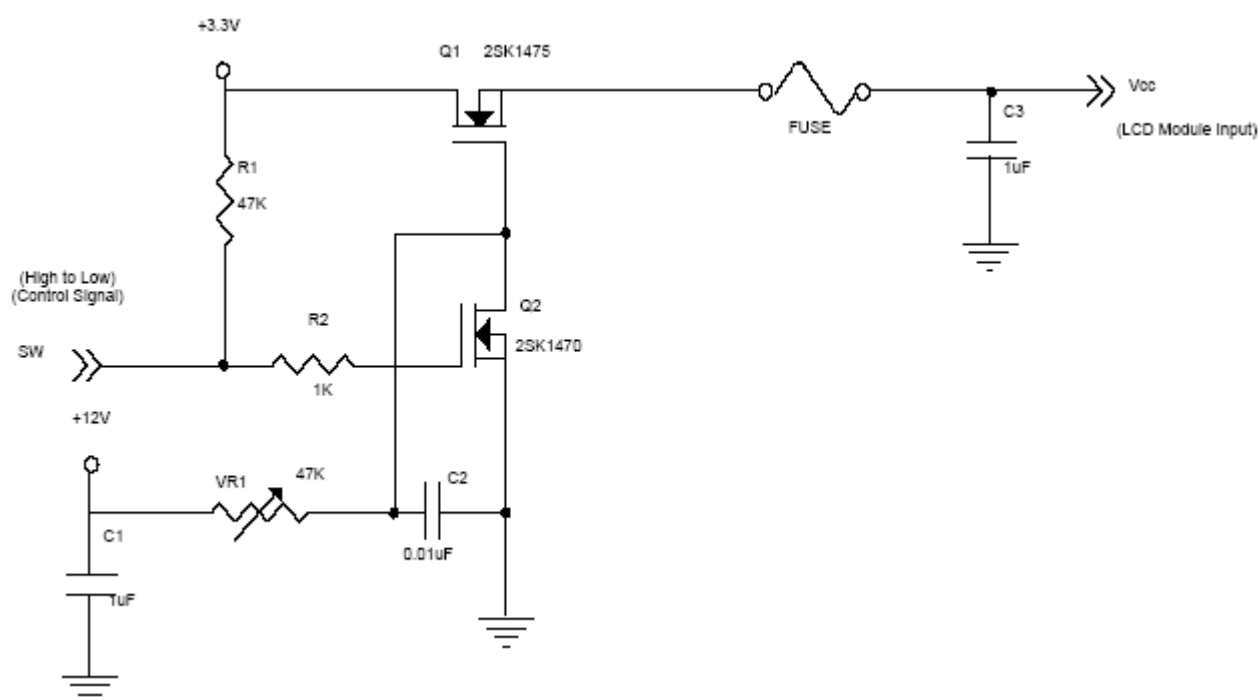 +3.3V
Q1 2SK1475
Vcc
FUSE
C3
(LCD Module Input)
R1
1uF
47K
(High to Low)
(Control Signal)
R2
Q2
SW
2SK1470
1K
+12V
VR1
47K
C2
C1
0.01uF
1uF